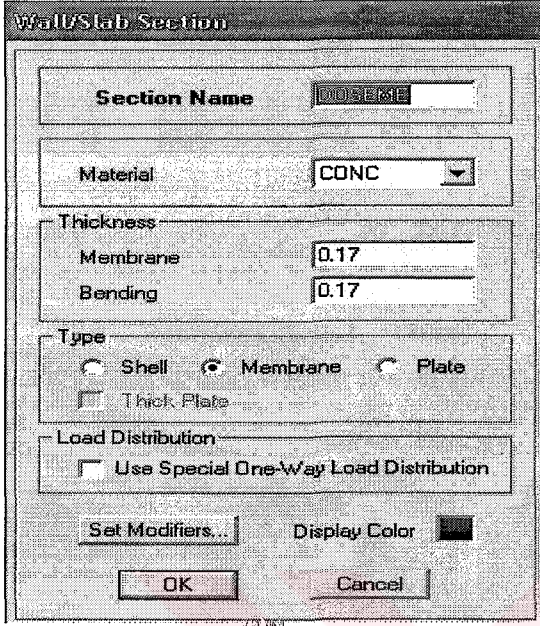 Wall/Slab Section
Section Name DOSEME
Material CONC
Thickness
Membrane 0.17
Bending 0.17
Type
Shell Membrane Plate
Thick Plate
Load Distribution
Use Special One-Way Load Distribution
Set Modifiers... Display Color
OK Cancel